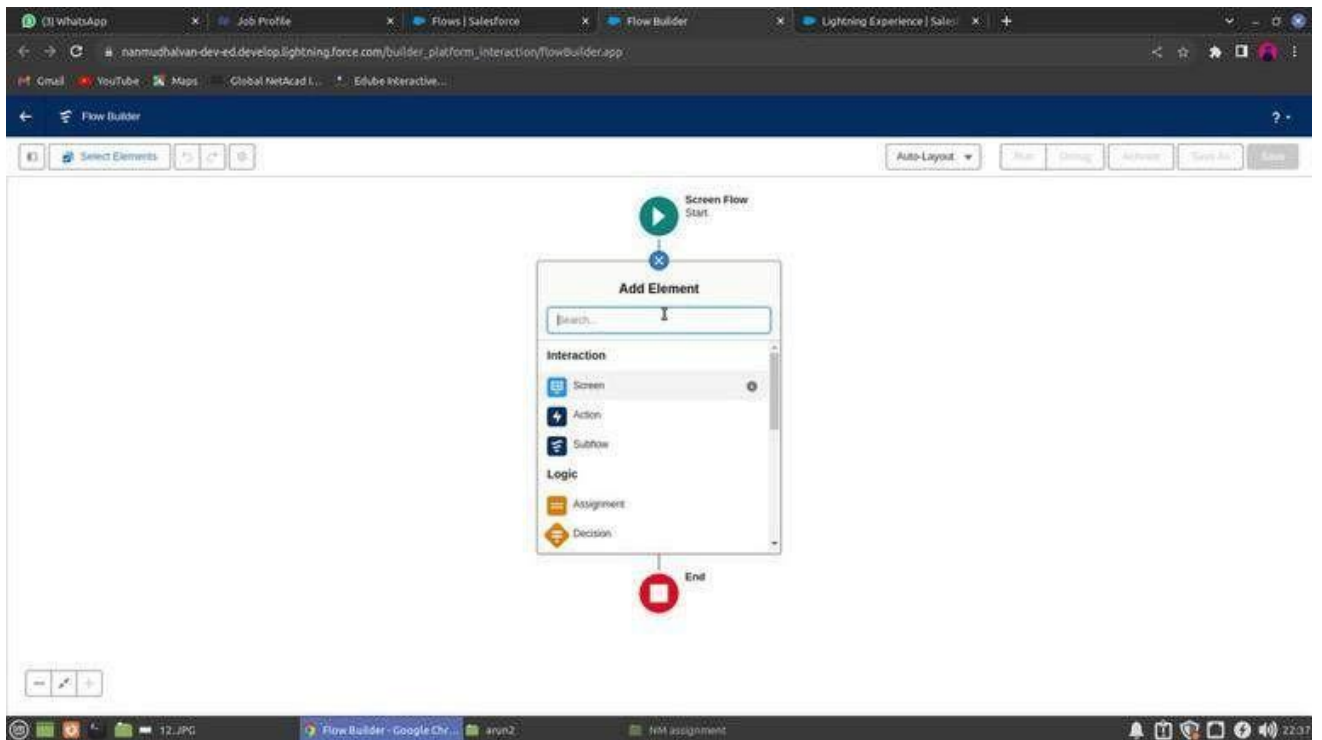 (3) WhatsApp
Job Profile
Flows | Salesforce
Flow Builder
Lightning Experience | Sales
nanmudhalvan-dev-ed.develop.lightning.force.com/builder_platform_interaction/flowBuilder.app
Gmail
YouTube
Maps
Global NetAcad I...
Edube Interactive...
Flow Builder
?
Select Elements
Auto-Layout
Run
Debug
Activate
Save As
Save
Screen Flow
Start
Add Element
Search...
Interaction
Screen
Action
Subflow
Logic
Assignment
Decision
End
12.JPG
Flow Builder - Google Chr...
arun2
NM assignment
22:37